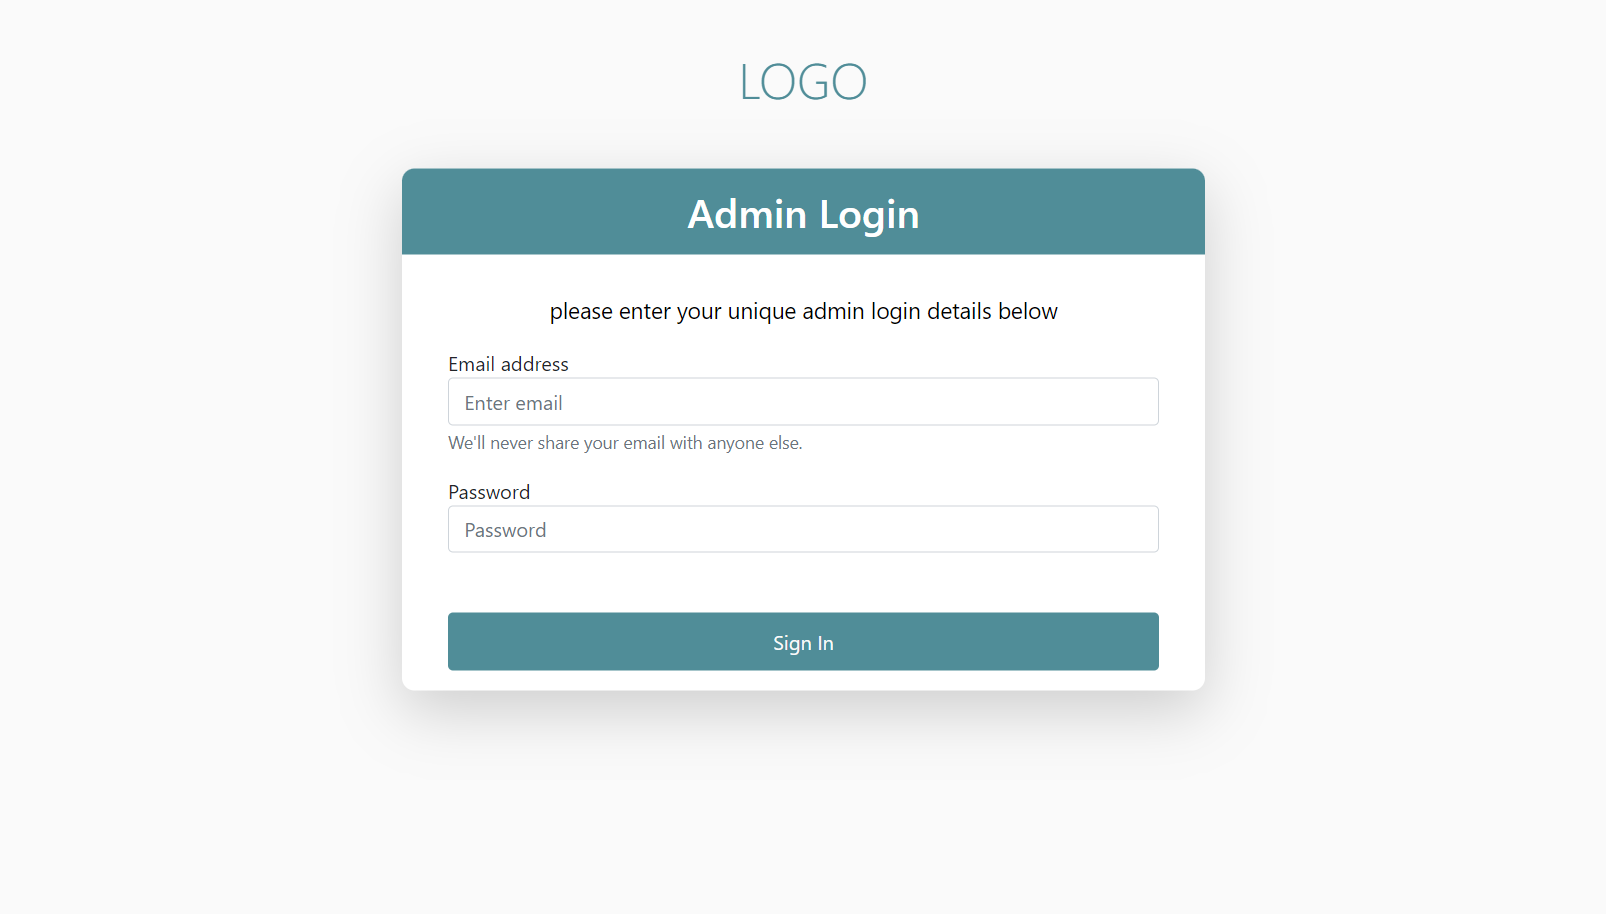 LOGO
Admin Login
please enter your unique admin login details below
Email address
Enter email
We'll never share your email with anyone else.
Password
Password
Sign In